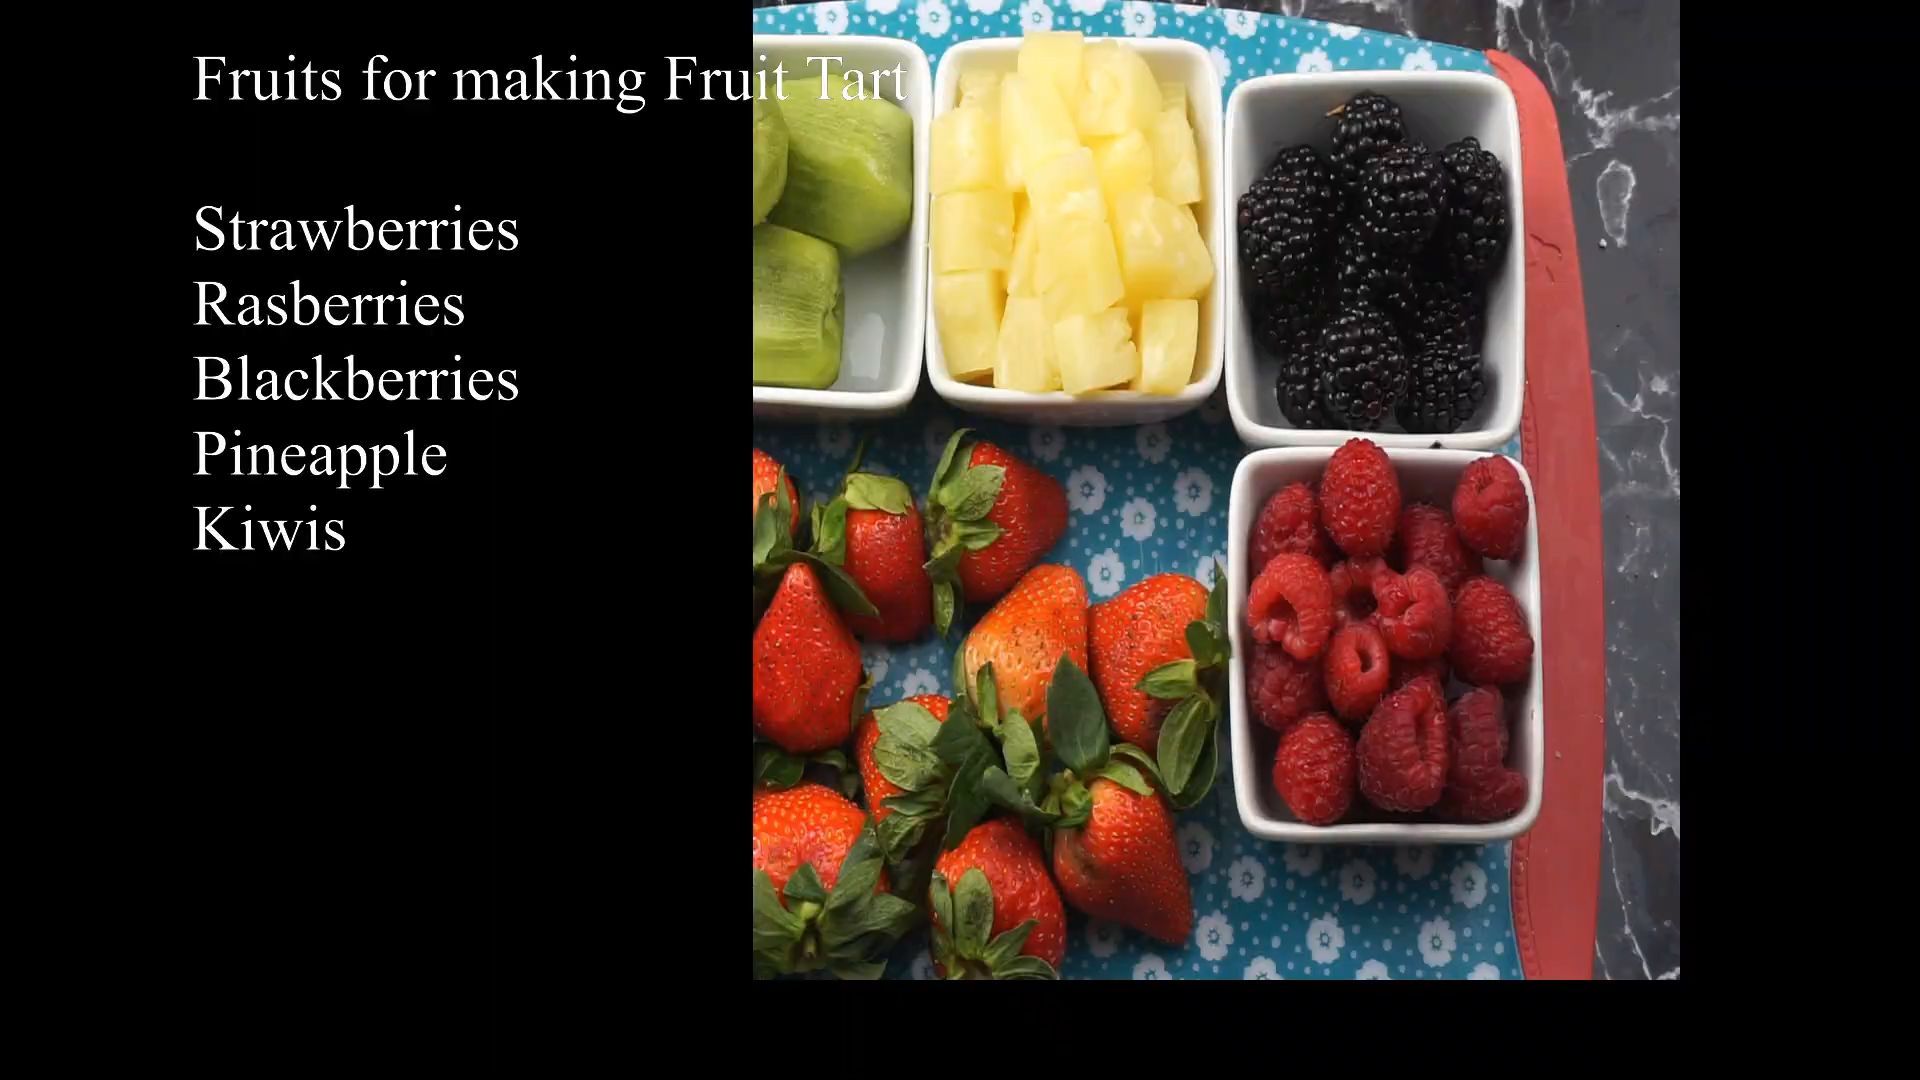 Fruits for making Fruit Tart
Strawberries
Rasberries
Blackberries
Pineapple
Kiwis